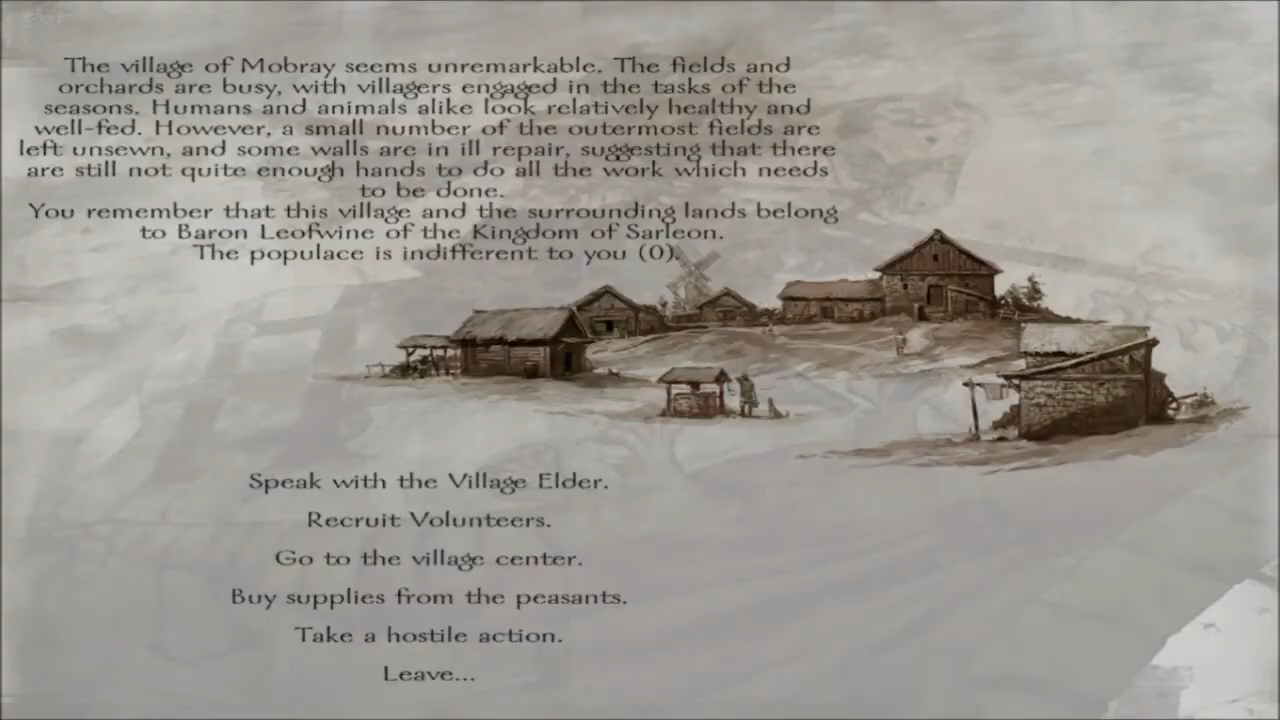 The village of Mobray seems unremarkable. The fields and
orchards are busy, with villagers engaged in the tasks of the
seasons. Humans and animals alike look relatively healthy and
well-fed. However, a small number of the outermost fields are
left unsewn, and some walls are in ill repair, suggesting that there
are still not quite enough hands to do all the work which needs
to be done.
You remember that this village and the surrounding lands belong
to Baron Leofwine of the Kingdom of Sarleon.
The populace is indifferent to you (0).
Speak with the Village Elder.
Recruit Volunteers.
Go to the village center.
Buy supplies from the peasants.
Take a hostile action.
Leave...